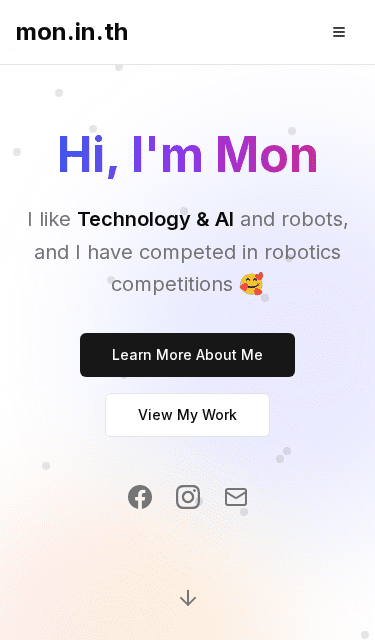 mon.in.th
Hi, I'm Mon
I like Technology & AI and robots,
and I have competed in robotics
competitions 🥰
Learn More About Me
View My Work